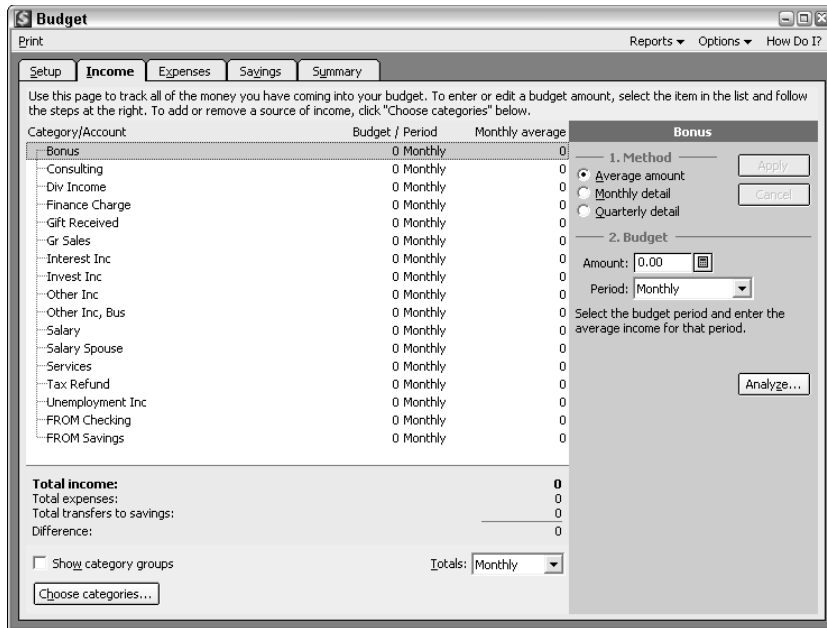 Budget
Print Reports Options How Do I?
Setup Income Expenses Savings Summary
Use this page to track all of the money you have coming into your budget. To enter or edit a budget amount, select the item in the list and follow
the steps at the right. To add or remove a source of income, click "Choose categories" below.
Category/Account Budget / Period Monthly average
Bonus 0 Monthly 0
Consulting 0 Monthly 0
Div Income 0 Monthly 0
Finance Charge 0 Monthly 0
Gift Received 0 Monthly 0
Gr Sales 0 Monthly 0
Interest Inc 0 Monthly 0
Invest Inc 0 Monthly 0
Other Inc 0 Monthly 0
Other Inc, Bus 0 Monthly 0
Salary 0 Monthly 0
Salary Spouse 0 Monthly 0
Services 0 Monthly 0
Tax Refund 0 Monthly 0
Unemployment Inc 0 Monthly 0
FROM Checking 0 Monthly 0
FROM Savings 0 Monthly 0
Total income: 0
Total expenses: 0
Total transfers to savings: 0
Difference: 0
Show category groups Totals: Monthly
Choose categories...
Bonus
1. Method
Apply
Average amount
Monthly detail
Cancel
Quarterly detail
2. Budget
Amount: 0.00
Period: Monthly
Select the budget period and enter the
average income for that period.
Analyze...